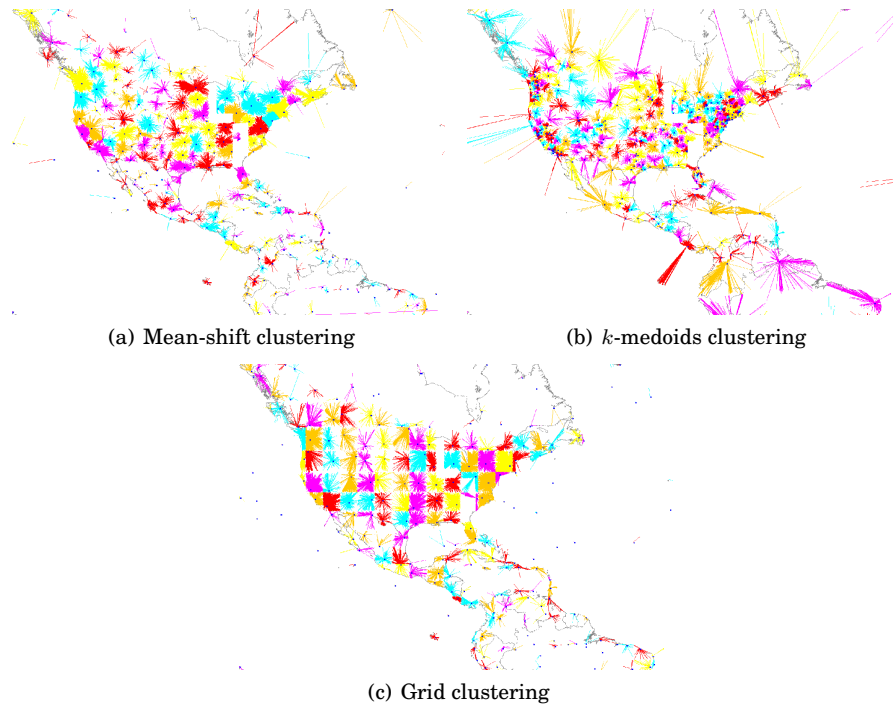 (a) Mean-shift clustering
(b) k-medoids clustering
(c) Grid clustering